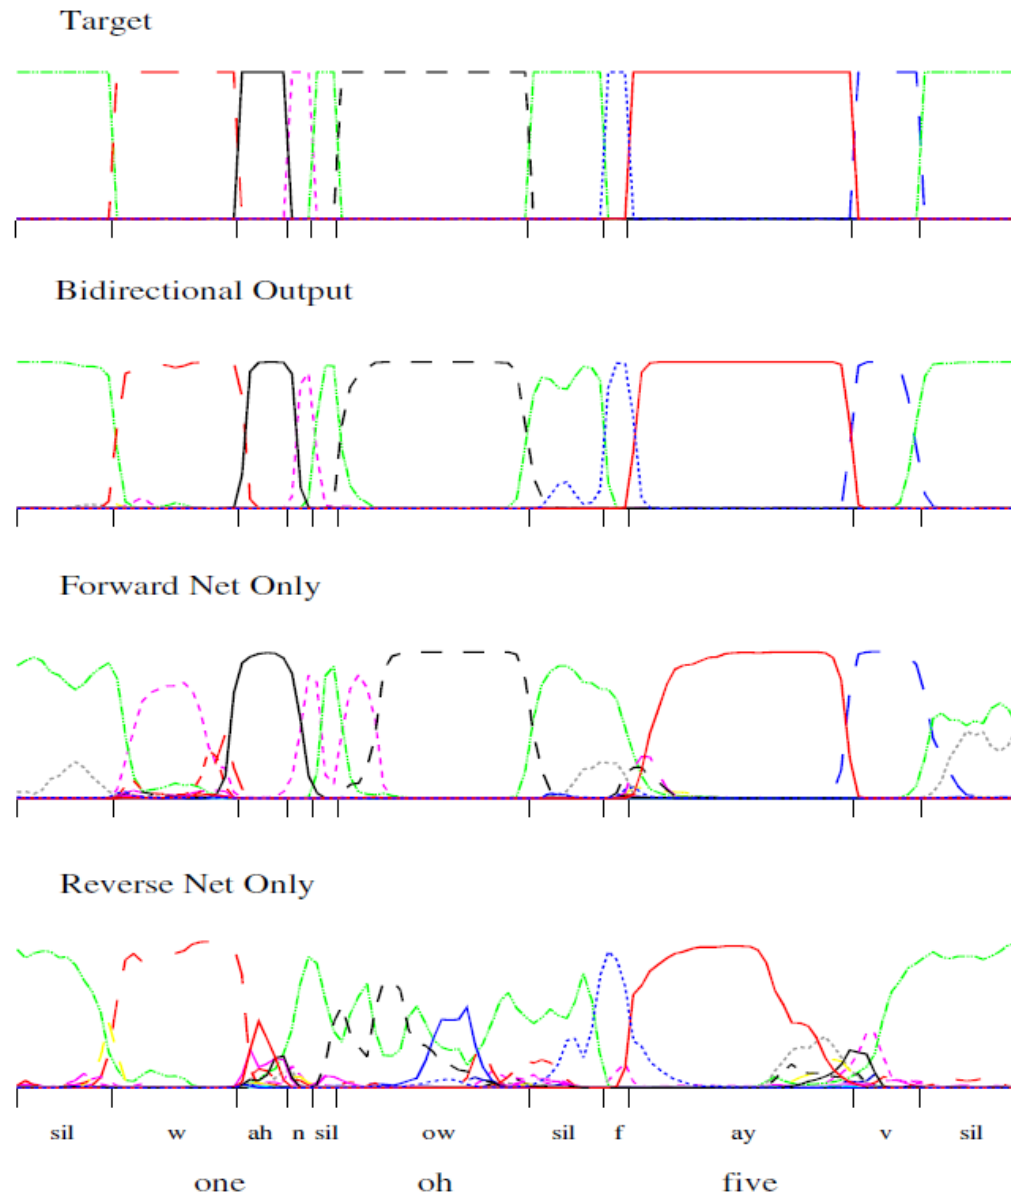 Target
Bidirectional Output
Forward Net Only
Reverse Net Only
sil w ah n sil ow sil f ay v sil
one oh five